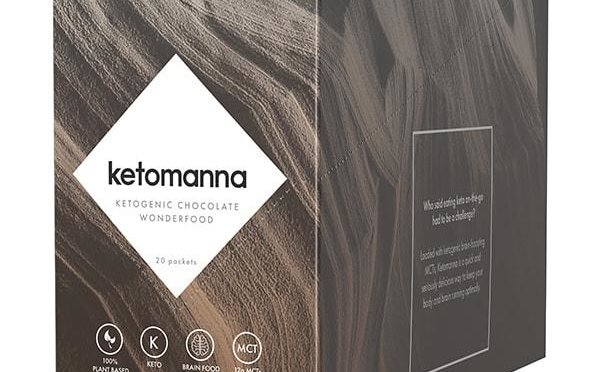 ketomanna
KETOGENIC CHOCOLATE
WONDERFOOD
20 packets
100%
PLANT BASED
K
KETO
BRAIN FOOD
MCT
12g MCTs
Who said eating keto on-the-go
had to be a challenge?
Loaded with ketogenic brain-boosting
MCTs, Ketomanna is a quick and
seriously delicious way to keep your
body and brain running optimally.